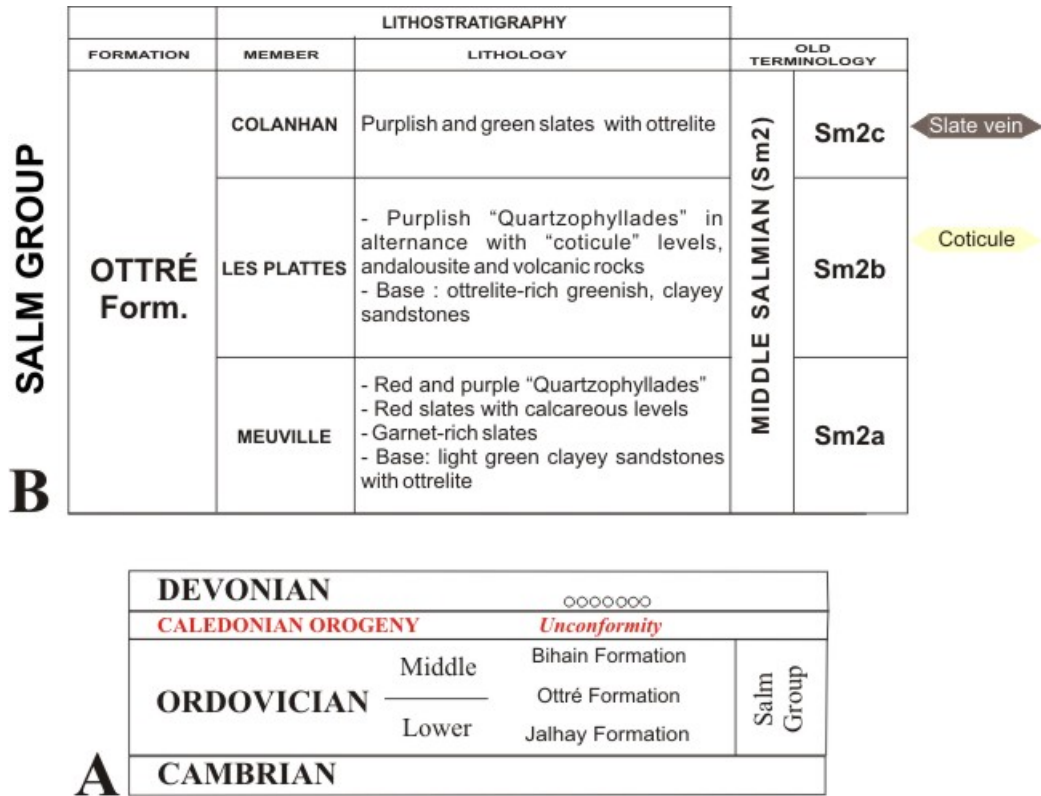 LITHOSTRATIGRAPHY
FORMATION
MEMBER
LITHOLOGY
OLD
TERMINOLOGY
SALM GROUP
OTTRÉ
Form.
COLANHAN
Purplish and green slates with ottrelite
MIDDLE SALMIAN (Sm2)
Sm2c
Slate vein
LES PLATTES
- Purplish “Quartzophyllades” in
alternance with “coticule” levels,
andalousite and volcanic rocks
- Base : ottrelite-rich greenish, clayey
sandstones
Sm2b
Coticule
MEUVILLE
- Red and purple “Quartzophyllades”
- Red slates with calcareous levels
- Garnet-rich slates
- Base: light green clayey sandstones
with ottrelite
Sm2a
B
DEVONIAN
CALEDONIAN OROGENY
Unconformity
ORDOVICIAN
Middle
Lower
Bihain Formation
Ottré Formation
Jalhay Formation
Salm
Group
CAMBRIAN
A